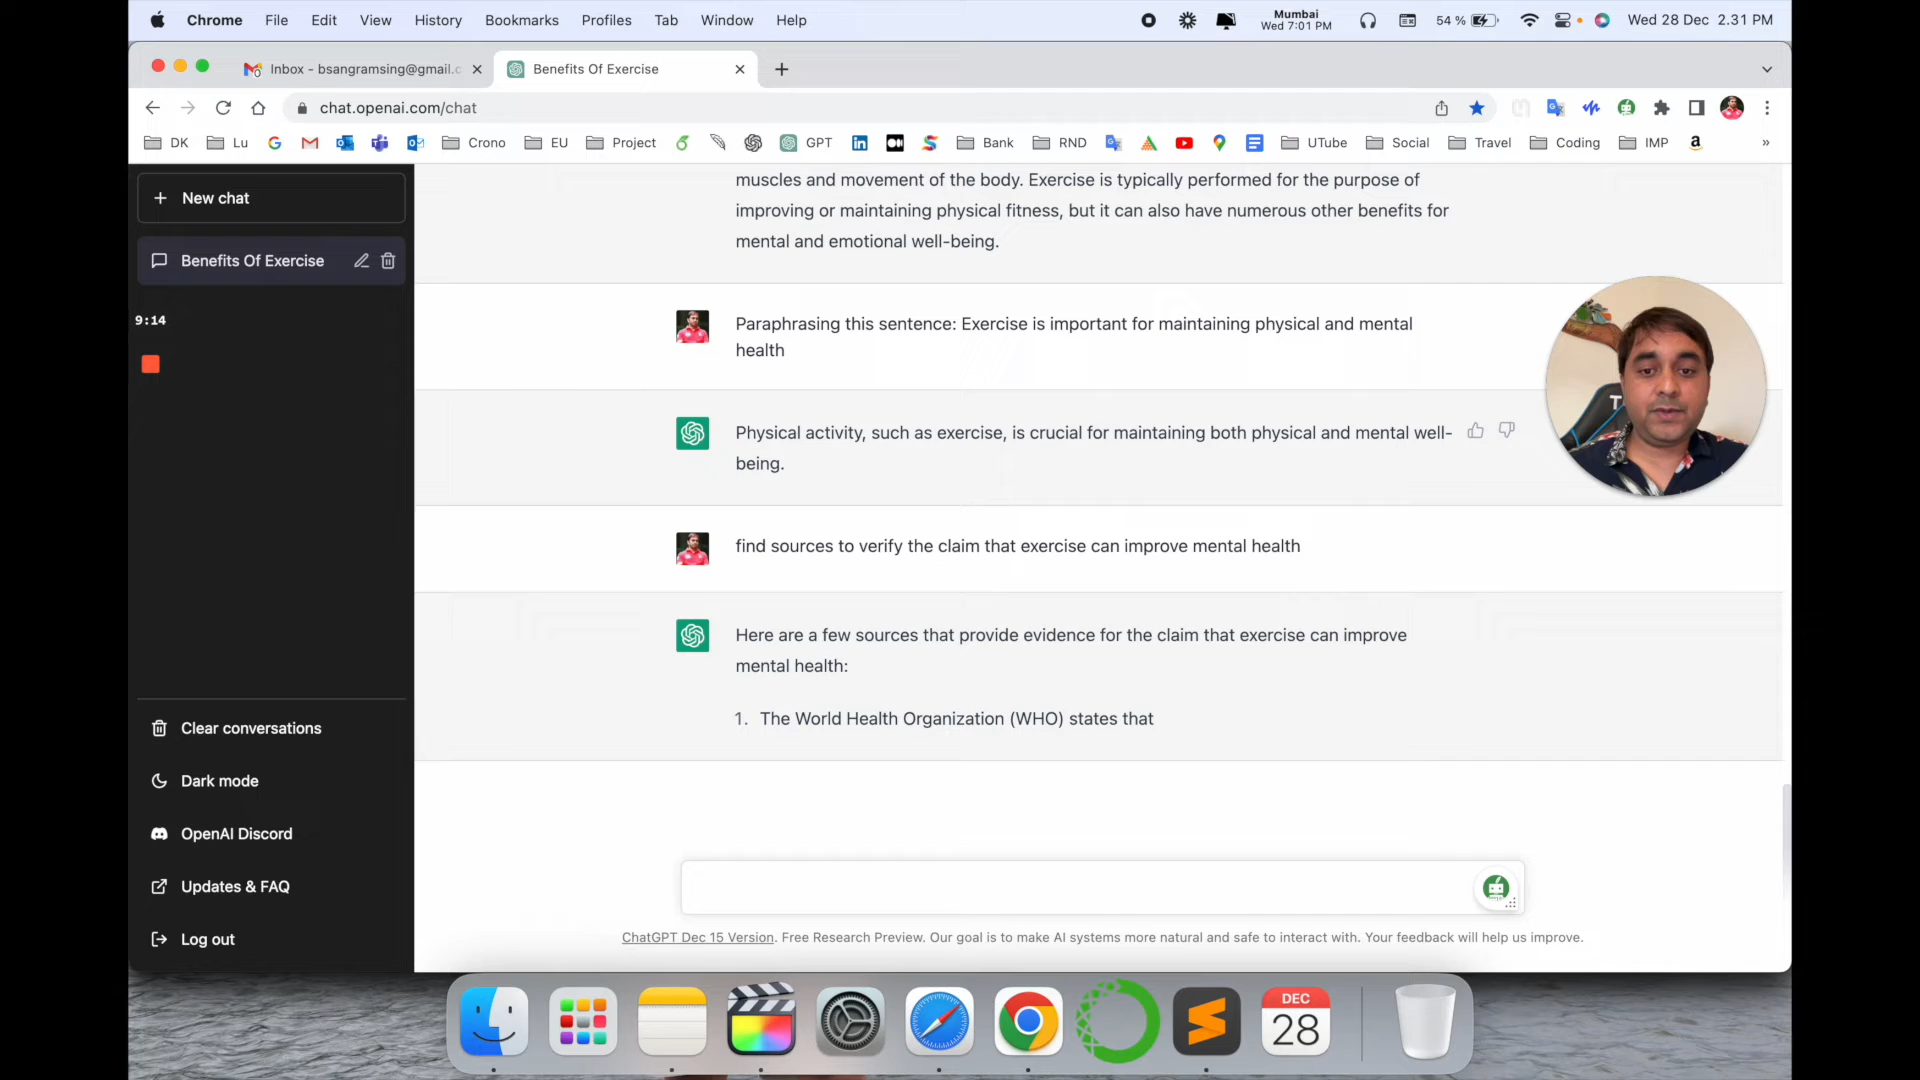 Chrome File Edit View History Bookmarks Profiles Tab Window Help Mumbai 54 % Wed 28 Dec 2.31 PM
Wed 7:01 PM
Inbox - bsangramsing@gmail.c Benefits Of Exercise
chat.openai.com/chat
DK Lu Crono EU Project GPT Bank RND UTube Social Travel Coding IMP »
New chat
Benefits Of Exercise
9:14
Clear conversations
Dark mode
OpenAI Discord
Updates & FAQ
Log out
muscles and movement of the body. Exercise is typically performed for the purpose of
improving or maintaining physical fitness, but it can also have numerous other benefits for
mental and emotional well-being.
Paraphrasing this sentence: Exercise is important for maintaining physical and mental
health
Physical activity, such as exercise, is crucial for maintaining both physical and mental well-
being.
find sources to verify the claim that exercise can improve mental health
Here are a few sources that provide evidence for the claim that exercise can improve
mental health:
1. The World Health Organization (WHO) states that
ChatGPT Dec 15 Version. Free Research Preview. Our goal is to make AI systems more natural and safe to interact with. Your feedback will help us improve.
DEC
28